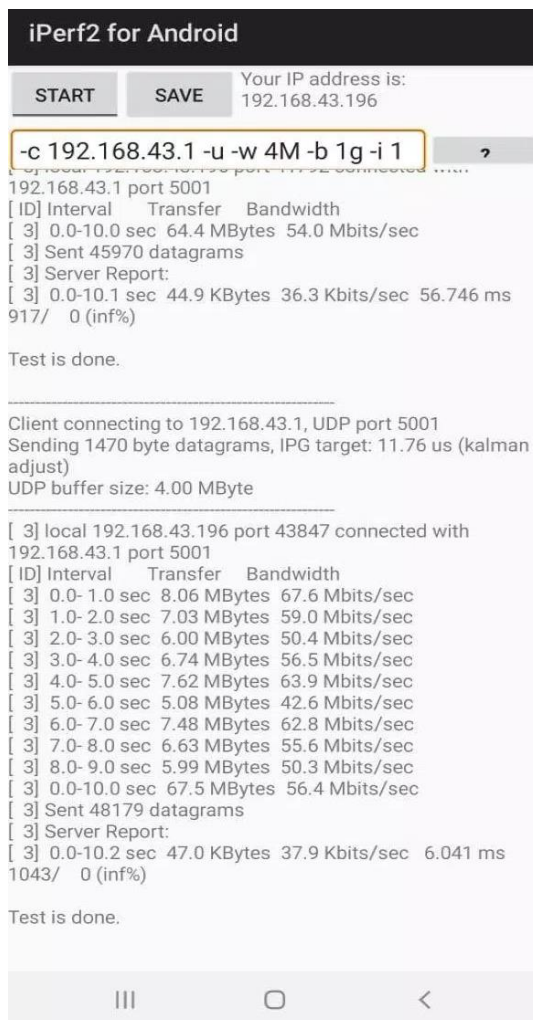 iPerf2 for Android
START
SAVE
Your IP address is:
192.168.43.196
-c 192.168.43.1 -u -w 4M -b 1g -i 1
?
[ 3] local 192.168.43.196 port 41792 connected with
192.168.43.1 port 5001
[ ID] Interval Transfer Bandwidth
[ 3] 0.0-10.0 sec 64.4 MBytes 54.0 Mbits/sec
[ 3] Sent 45970 datagrams
[ 3] Server Report:
[ 3] 0.0-10.1 sec 44.9 KBytes 36.3 Kbits/sec 56.746 ms
917/ 0 (inf%)
Test is done.
------------------------------------------------------------
Client connecting to 192.168.43.1, UDP port 5001
Sending 1470 byte datagrams, IPG target: 11.76 us (kalman
adjust)
UDP buffer size: 4.00 MByte
------------------------------------------------------------
[ 3] local 192.168.43.196 port 43847 connected with
192.168.43.1 port 5001
[ ID] Interval Transfer Bandwidth
[ 3] 0.0- 1.0 sec 8.06 MBytes 67.6 Mbits/sec
[ 3] 1.0- 2.0 sec 7.03 MBytes 59.0 Mbits/sec
[ 3] 2.0- 3.0 sec 6.00 MBytes 50.4 Mbits/sec
[ 3] 3.0- 4.0 sec 6.74 MBytes 56.5 Mbits/sec
[ 3] 4.0- 5.0 sec 7.62 MBytes 63.9 Mbits/sec
[ 3] 5.0- 6.0 sec 5.08 MBytes 42.6 Mbits/sec
[ 3] 6.0- 7.0 sec 7.48 MBytes 62.8 Mbits/sec
[ 3] 7.0- 8.0 sec 6.63 MBytes 55.6 Mbits/sec
[ 3] 8.0- 9.0 sec 5.99 MBytes 50.3 Mbits/sec
[ 3] 0.0-10.0 sec 67.5 MBytes 56.4 Mbits/sec
[ 3] Sent 48179 datagrams
[ 3] Server Report:
[ 3] 0.0-10.2 sec 47.0 KBytes 37.9 Kbits/sec 6.041 ms
1043/ 0 (inf%)
Test is done.